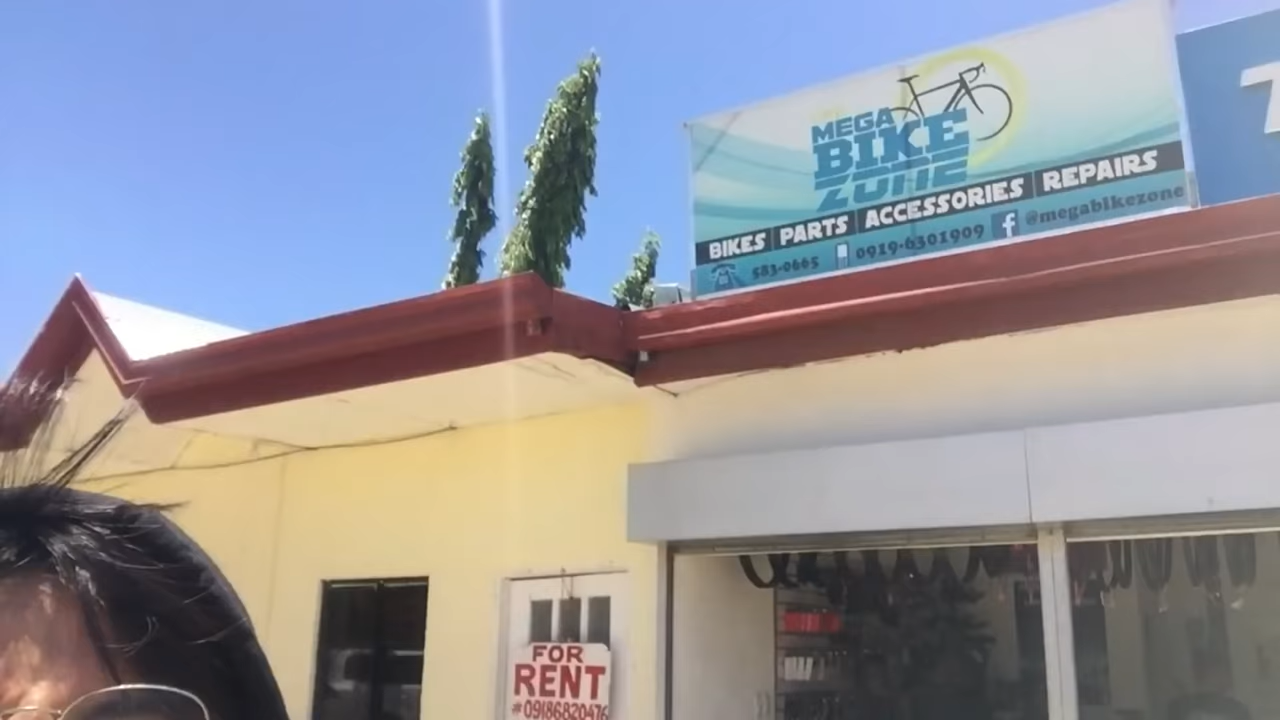 MEGA
BIKE
ZONE
BIKES PARTS ACCESSORIES REPAIRS
583-0665 0919-6301909 f @megabikezone
T
FOR
RENT
#09186820476